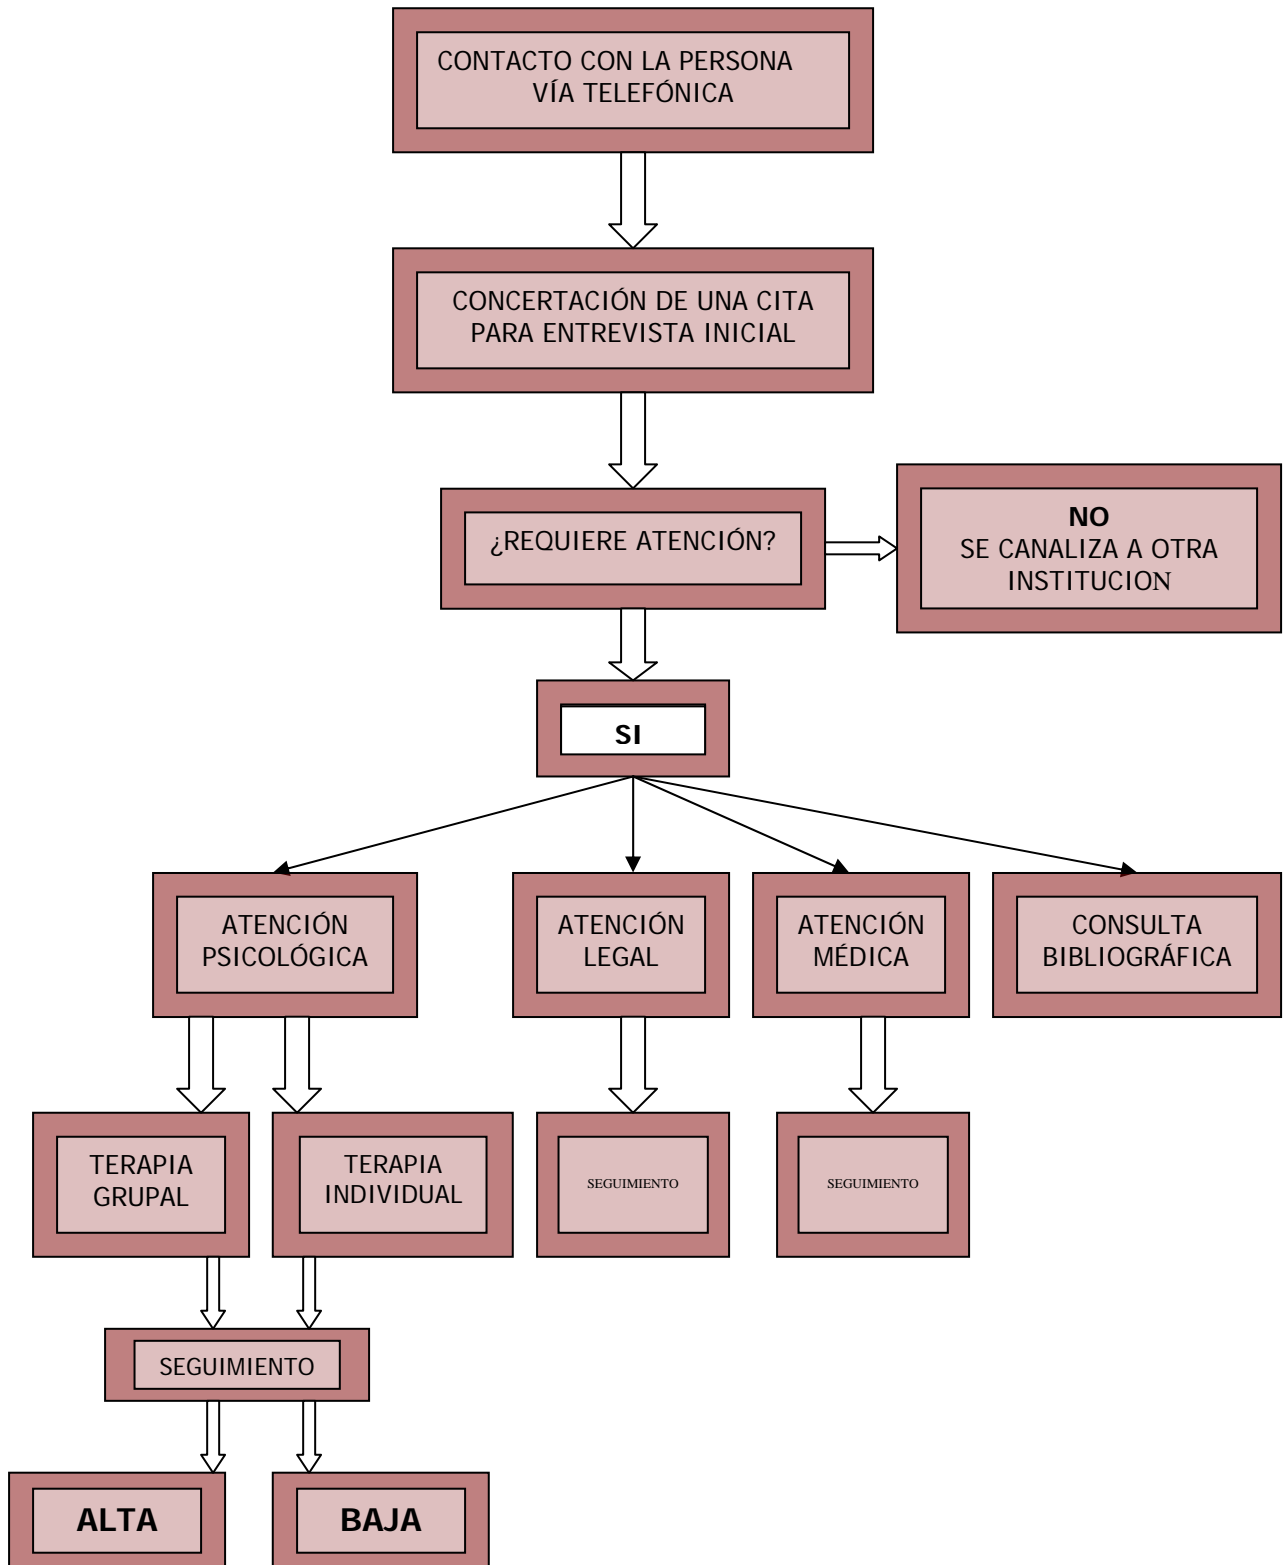 CONTACTO CON LA PERSONA
VÍA TELEFÓNICA
CONCERTACIÓN DE UNA CITA
PARA ENTREVISTA INICIAL
¿REQUIERE ATENCIÓN?
NO
SE CANALIZA A OTRA
INSTITUCION
SI
ATENCIÓN
PSICOLÓGICA
ATENCIÓN
LEGAL
ATENCIÓN
MÉDICA
CONSULTA
BIBLIOGRÁFICA
TERAPIA
GRUPAL
TERAPIA
INDIVIDUAL
SEGUIMIENTO
SEGUIMIENTO
SEGUIMIENTO
ALTA
BAJA